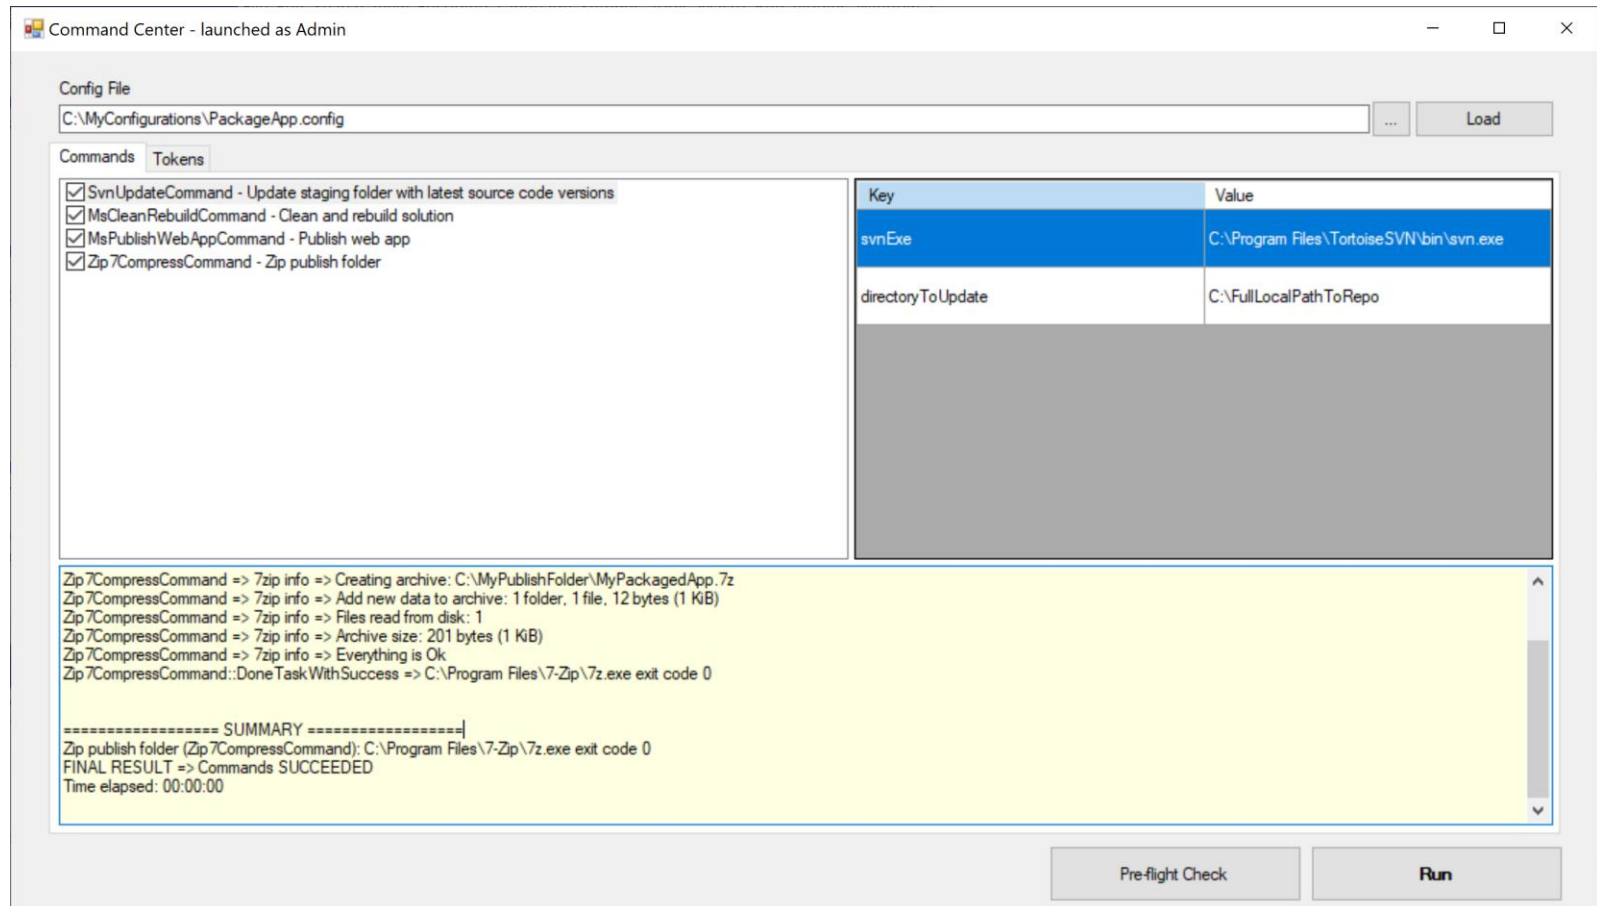 Command Center - launched as Admin
Config File
C:\MyConfigurations\PackageApp.config
...
Load
Commands
Tokens
SvnUpdateCommand - Update staging folder with latest source code versions
MsCleanRebuildCommand - Clean and rebuild solution
MsPublishWebAppCommand - Publish web app
Zip7CompressCommand - Zip publish folder
Key Value
svnExe C:\Program Files\TortoiseSVN\bin\svn.exe
directoryToUpdate C:\FullLocalPathToRepo
Zip7CompressCommand => 7zip info => Creating archive: C:\MyPublishFolder\MyPackagedApp.7z
Zip7CompressCommand => 7zip info => Add new data to archive: 1 folder, 1 file, 12 bytes (1 KiB)
Zip7CompressCommand => 7zip info => Files read from disk: 1
Zip7CompressCommand => 7zip info => Archive size: 201 bytes (1 KiB)
Zip7CompressCommand => 7zip info => Everything is Ok
Zip7CompressCommand::DoneTaskWithSuccess => C:\Program Files\7-Zip\7z.exe exit code 0
================== SUMMARY ==================
Zip publish folder (Zip7CompressCommand): C:\Program Files\7-Zip\7z.exe exit code 0
FINAL RESULT => Commands SUCCEEDED
Time elapsed: 00:00:00
Pre-flight Check
Run